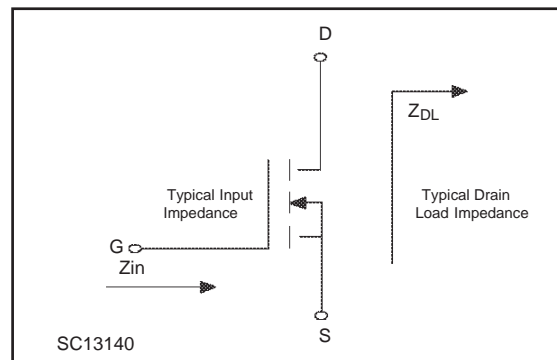 D
Z_DL
Typical Input
Impedance
Typical Drain
Load Impedance
G
Zin
S
SC13140